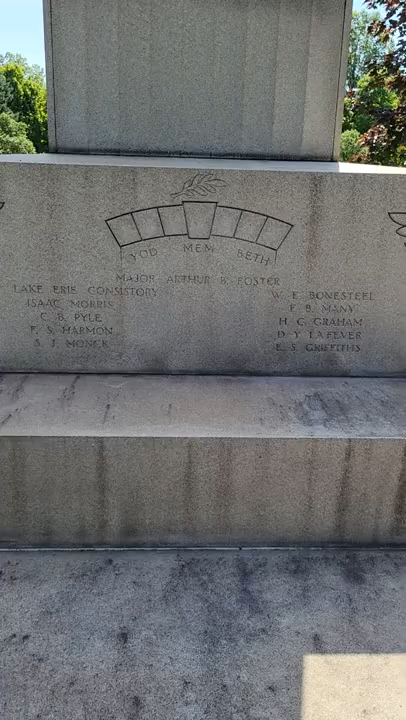 YOD MEM BETH
MAJOR ARTHUR B FOSTER
LAKE ERIE CONSISTORY
ISAAC MORRIS
C. B. PYLE
F. S. HARMON
S. J. MONCK
W. E. BONESTEEL
F. B. MANY
H. C. GRAHAM
D. Y. LAFEVER
E. S. GRIFFITHS